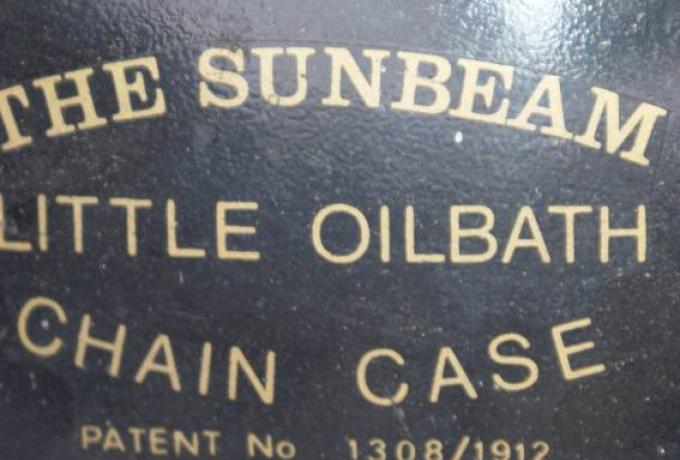 THE SUNBEAM
LITTLE OILBATH
CHAIN CASE
PATENT No 1308/1912